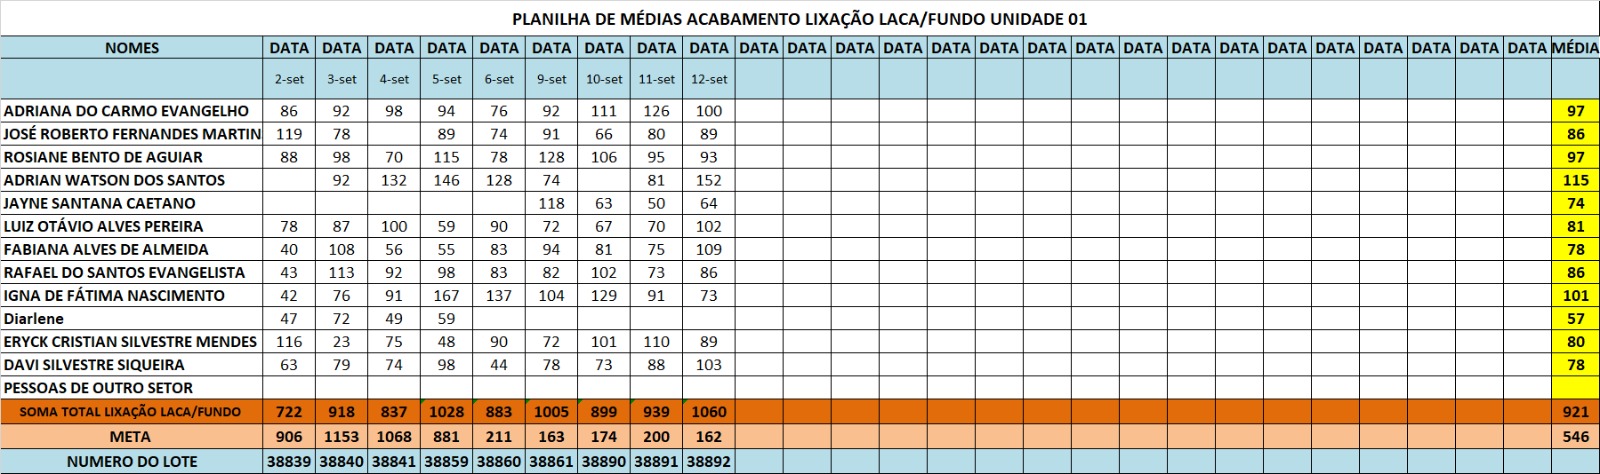 PLANILHA DE MÉDIAS ACABAMENTO LIXAÇÃO LACA/FUNDO UNIDADE 01
NOMES DATA DATA DATA DATA DATA DATA DATA DATA DATA DATA DATA DATA DATA DATA DATA DATA DATA DATA DATA DATA DATA DATA DATA DATA DATA DATA MÉDIA
2-set 3-set 4-set 5-set 6-set 9-set 10-set 11-set 12-set
ADRIANA DO CARMO EVANGELHO 86 92 98 94 76 92 111 126 100 97
JOSÉ ROBERTO FERNANDES MARTIN 119 78 89 74 91 66 80 89 86
ROSIANE BENTO DE AGUIAR 88 98 70 115 78 128 106 95 93 97
ADRIAN WATSON DOS SANTOS 92 132 146 128 74 81 152 115
JAYNE SANTANA CAETANO 118 63 50 64 74
LUIZ OTÁVIO ALVES PEREIRA 78 87 100 59 90 72 67 70 102 81
FABIANA ALVES DE ALMEIDA 40 108 56 55 83 94 81 75 109 78
RAFAEL DO SANTOS EVANGELISTA 43 113 92 98 83 82 102 73 86 86
IGNA DE FÁTIMA NASCIMENTO 42 76 91 167 137 104 129 91 73 101
Diarlene 47 72 49 59 57
ERYCK CRISTIAN SILVESTRE MENDES 116 23 75 48 90 72 101 110 89 80
DAVI SILVESTRE SIQUEIRA 63 79 74 98 44 78 73 88 103 78
PESSOAS DE OUTRO SETOR
SOMA TOTAL LIXAÇÃO LACA/FUNDO 722 918 837 1028 883 1005 899 939 1060 921
META 906 1153 1068 881 211 163 174 200 162 546
NUMERO DO LOTE 38839 38840 38841 38859 38860 38861 38890 38891 38892